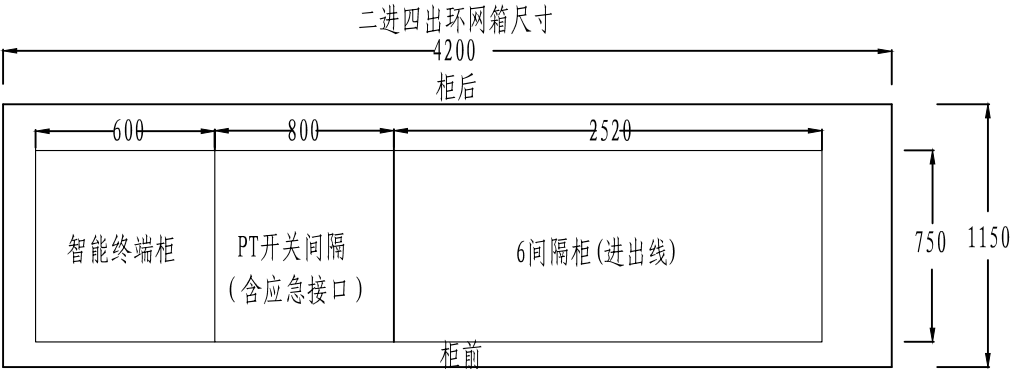 二进四出环网箱尺寸
4200
柜后
600
800
2520
智能终端柜
PT开关间隔
(含应急接口)
6间隔柜(进出线)
750
1150
柜前